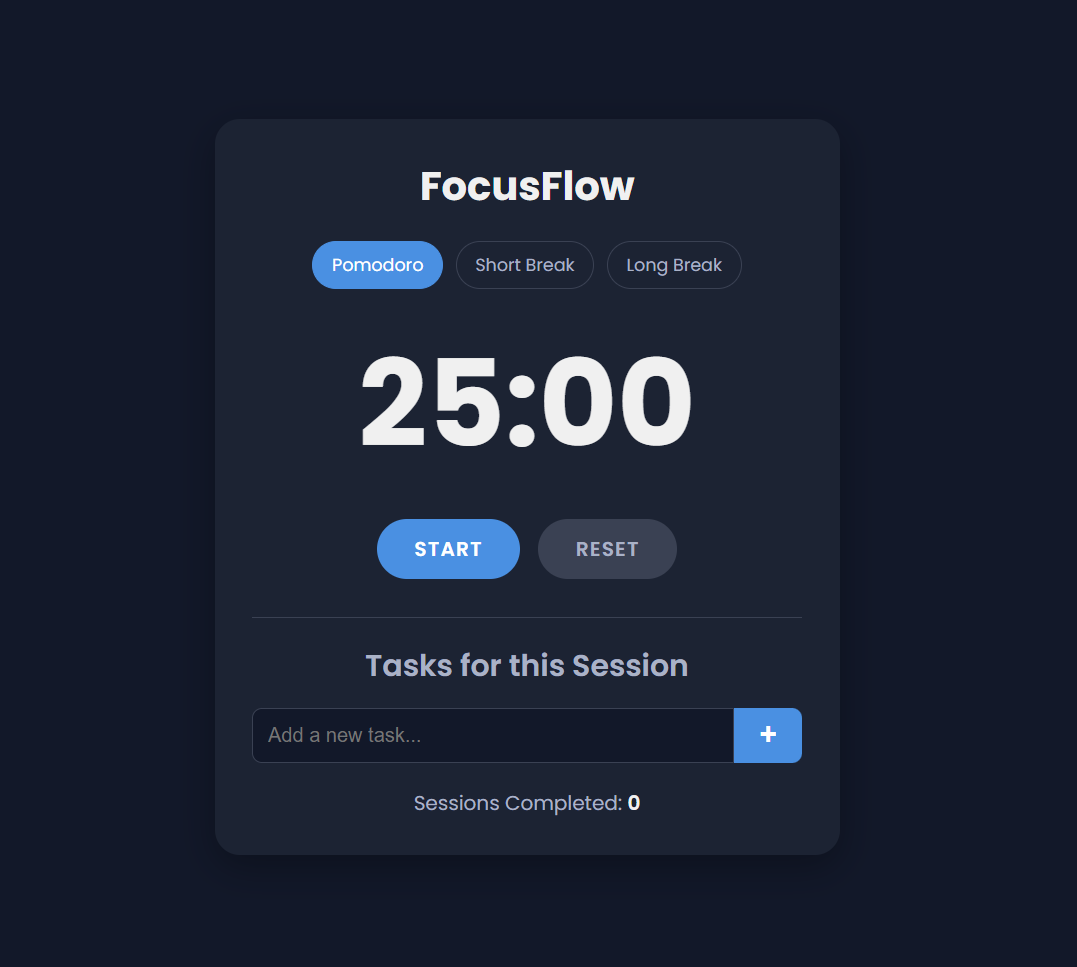 FocusFlow
Pomodoro Short Break Long Break
25:00
START RESET
Tasks for this Session
Add a new task... +
Sessions Completed: 0